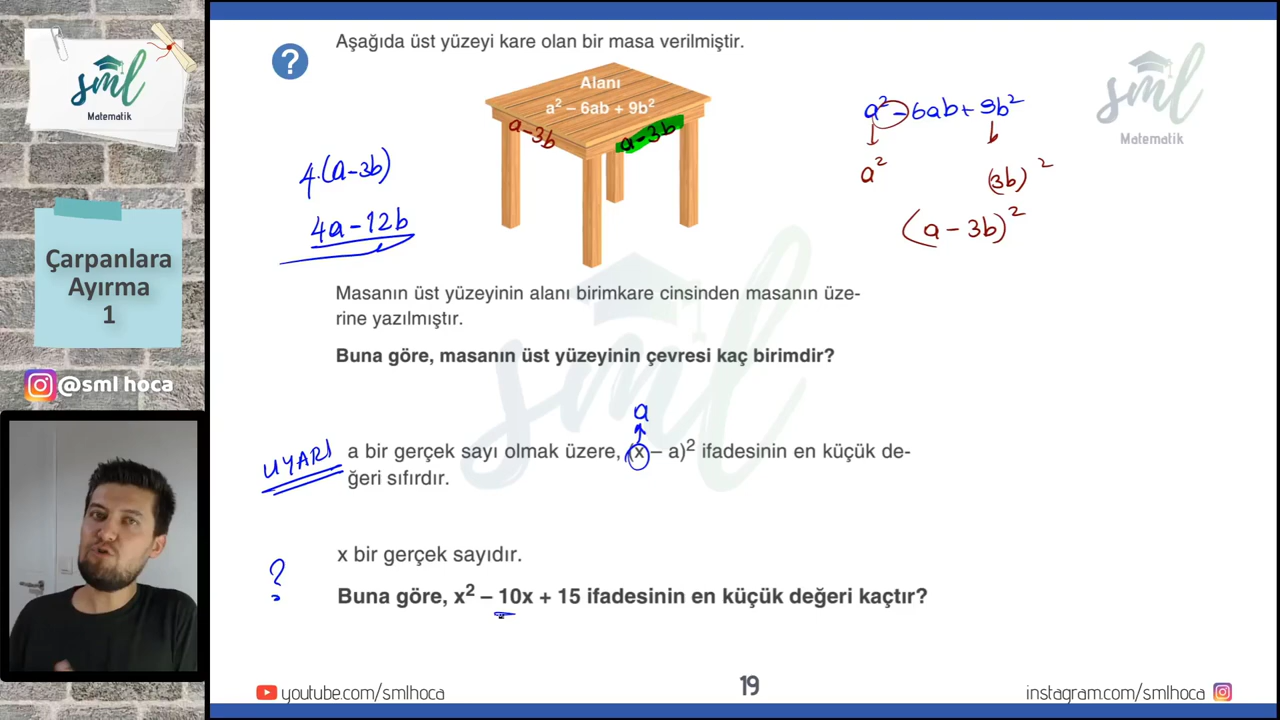 sml
Matematik
Çarpanlara
Ayırma
1
@sml hoca
?
Aşağıda üst yüzeyi kare olan bir masa verilmiştir.
Alanı
a² – 6ab + 9b²
a-3b
a-3b
4.(a-3b)
4a-12b
a²-6ab+9b²
a² b
(3b)²
(a-3b)²
sml
Matematik
Masanın üst yüzeyinin alanı birimkare cinsinden masanın üze-
rine yazılmıştır.
Buna göre, masanın üst yüzeyinin çevresi kaç birimdir?
sml
a
UYARI
a bir gerçek sayı olmak üzere, (x – a)² ifadesinin en küçük de-
ğeri sıfırdır.
?
x bir gerçek sayıdır.
Buna göre, x² – 10x + 15 ifadesinin en küçük değeri kaçtır?
youtube.com/smlhoca
19
instagram.com/smlhoca